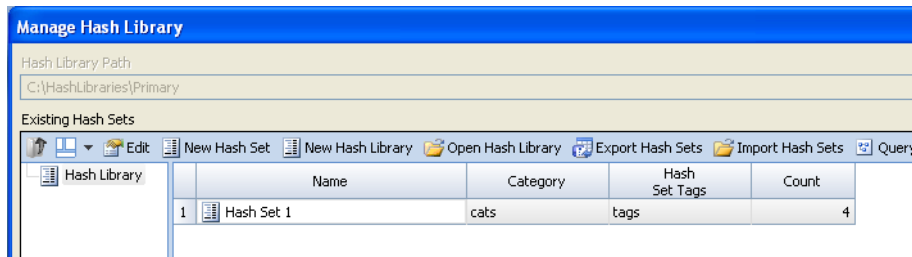 Manage Hash Library
Hash Library Path
C:\HashLibraries\Primary
Existing Hash Sets
Edit New Hash Set New Hash Library Open Hash Library Export Hash Sets Import Hash Sets Query
Hash Library
Name Category Hash Set Tags Count
1 Hash Set 1 cats tags 4